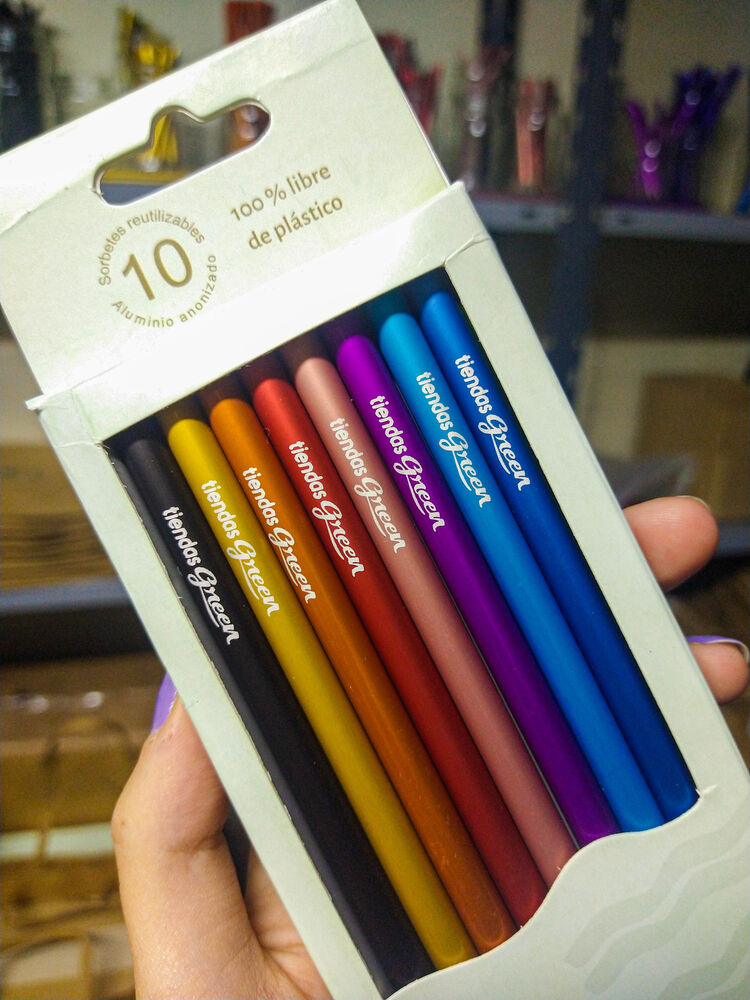 Sorbetes reutilizables
10
Aluminio anonizado
100% libre
de plástico
tiendas Green
tiendas Green
tiendas Green
tiendas Green
tiendas Green
tiendas Green
tiendas Green
tiendas Green